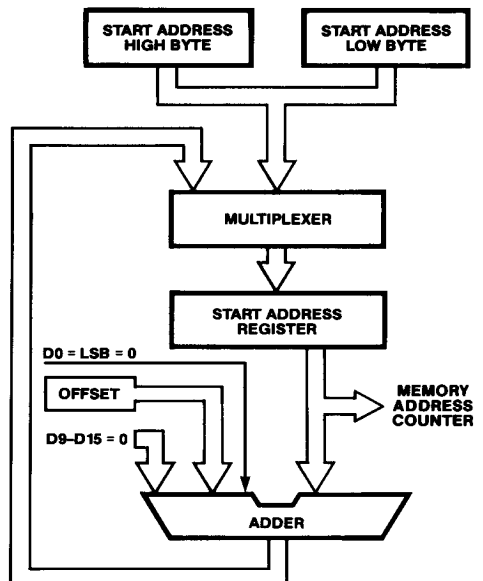 START ADDRESS
HIGH BYTE
START ADDRESS
LOW BYTE
MULTIPLEXER
START ADDRESS
REGISTER
D0 = LSB = 0
OFFSET
D9–D15 = 0
MEMORY
ADDRESS
COUNTER
ADDER